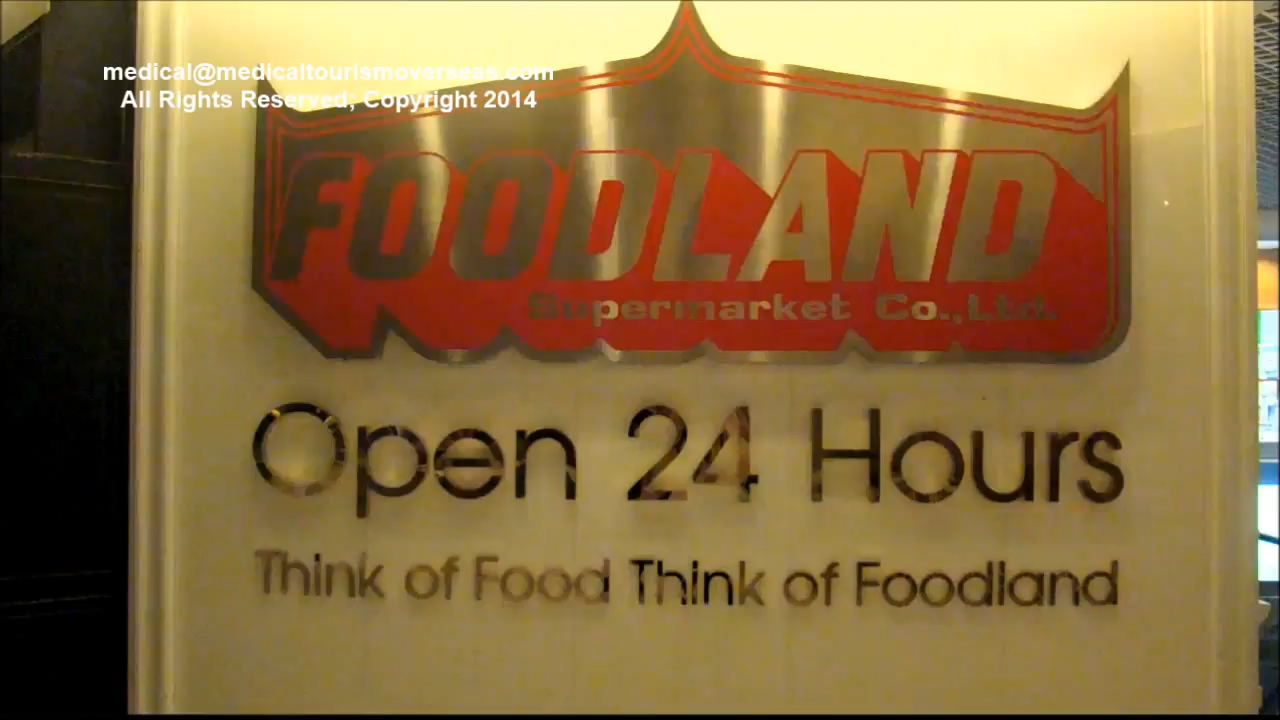 medical@medicaltourismoverseas.com
All Rights Reserved; Copyright 2014
FOODLAND
Supermarket Co.,Ltd.
Open 24 Hours
Think of Food Think of Foodland